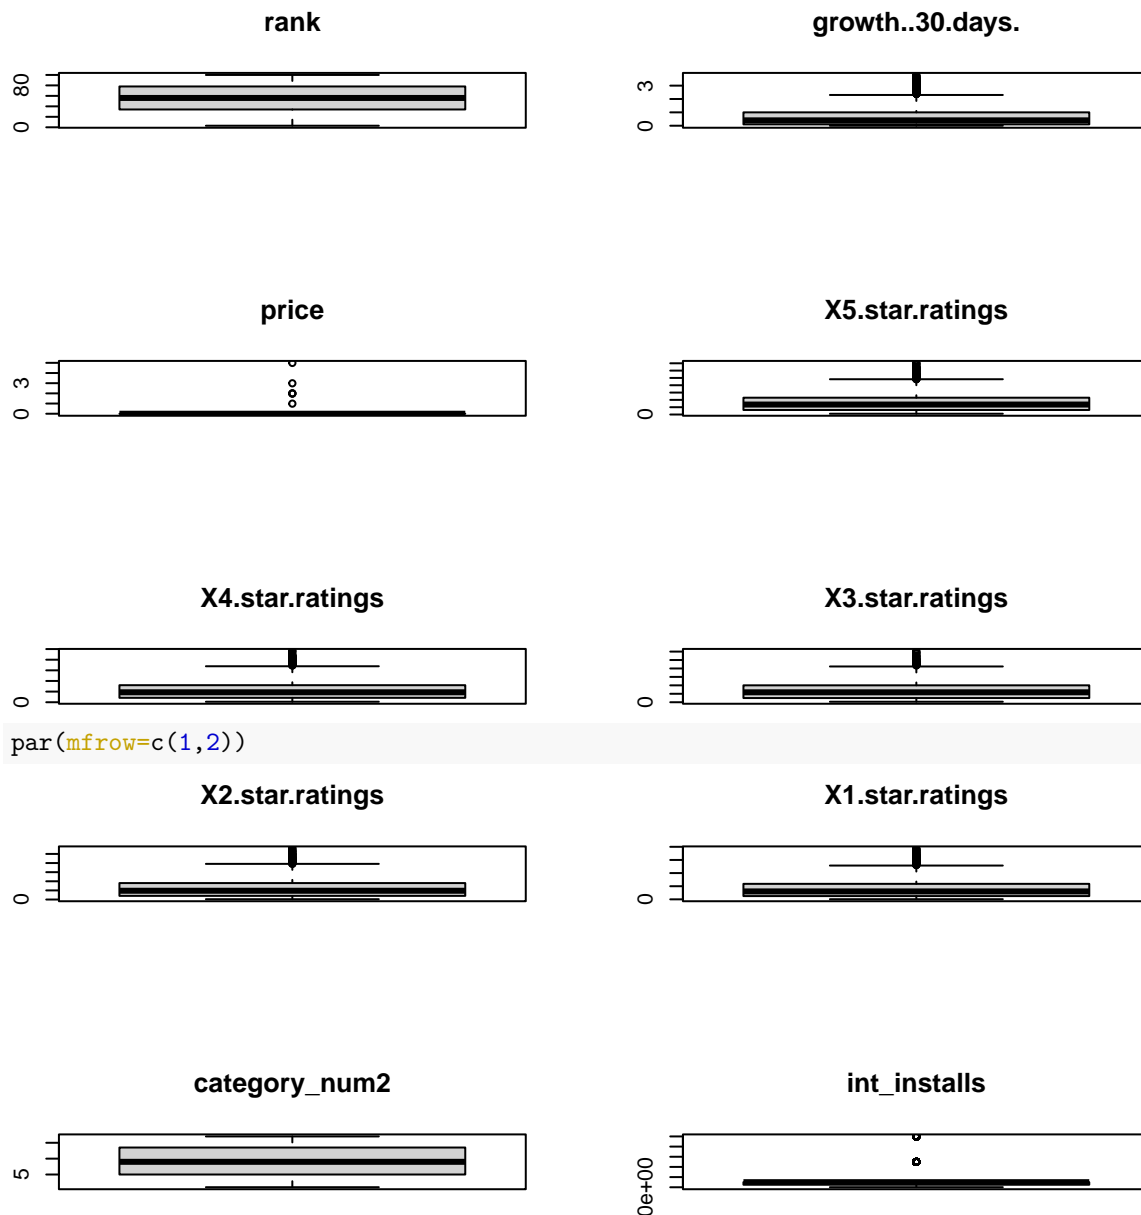 rank
growth..30.days.
80
0
3
0
price
X5.star.ratings
3
0
0
X4.star.ratings
X3.star.ratings
0
0
par(mfrow=c(1,2))
X2.star.ratings
X1.star.ratings
0
0
category_num2
int_installs
5
0e+00